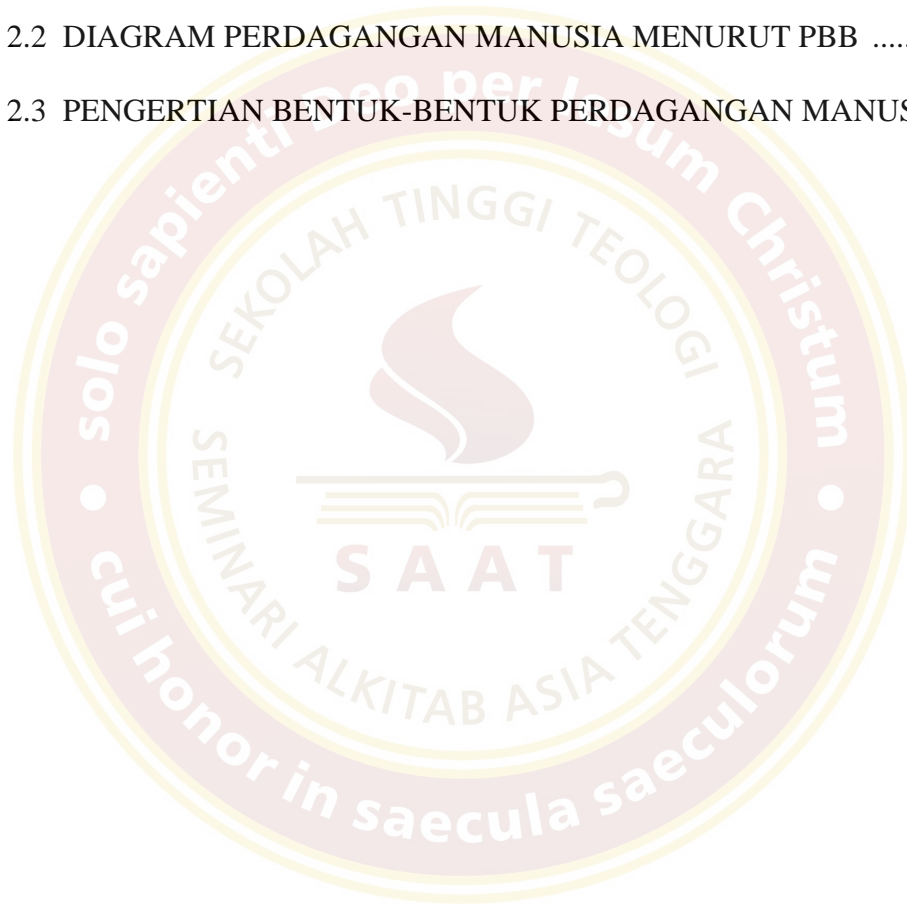 2.2 DIAGRAM PERDAGANGAN MANUSIA MENURUT PBB .....
2.3 PENGERTIAN BENTUK-BENTUK PERDAGANGAN MANUS
solo sapienti Deo per Iesum Christum
SEKOLAH TINGGI TEOLOGI
SAAT
SEMINARI ALKITAB ASIA TENGGARA
cui honor in saecula saeculorum